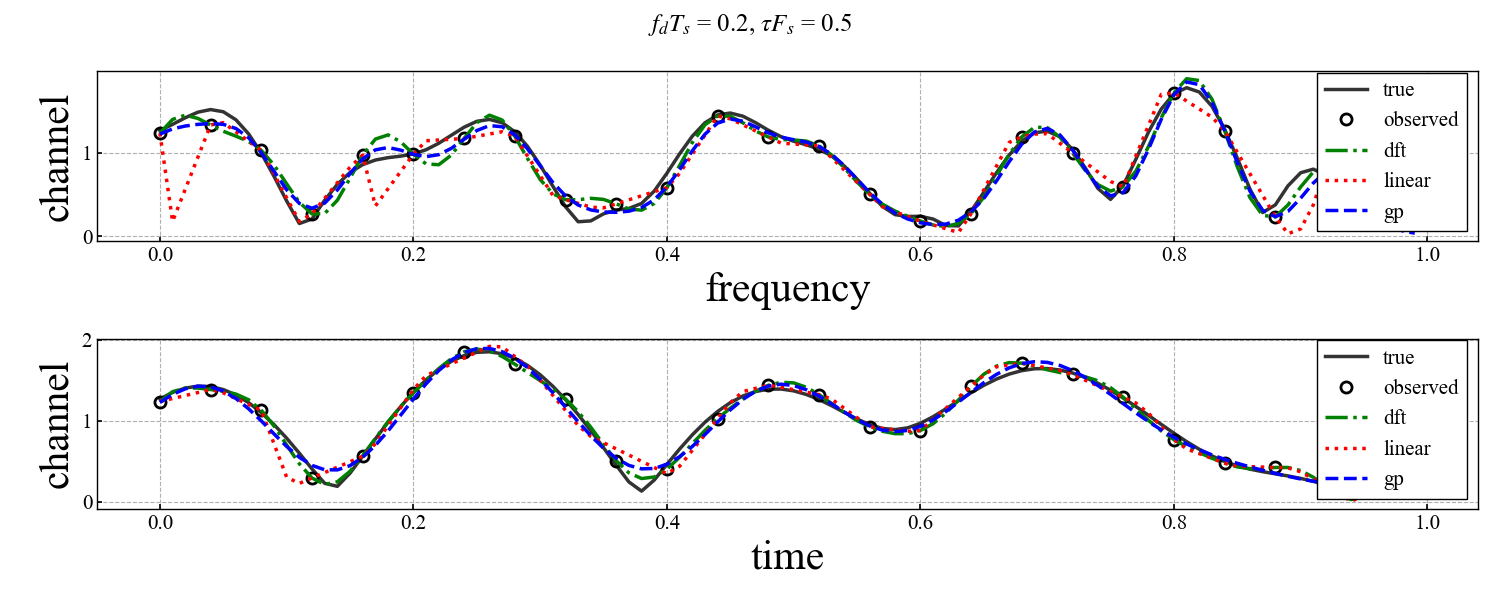 f_dT_s = 0.2, τF_s = 0.5
channel
1
0
true
observed
dft
linear
gp
0.0 0.2 0.4 0.6 0.8 1.0
frequency
channel
2
1
0
true
observed
dft
linear
gp
0.0 0.2 0.4 0.6 0.8 1.0
time